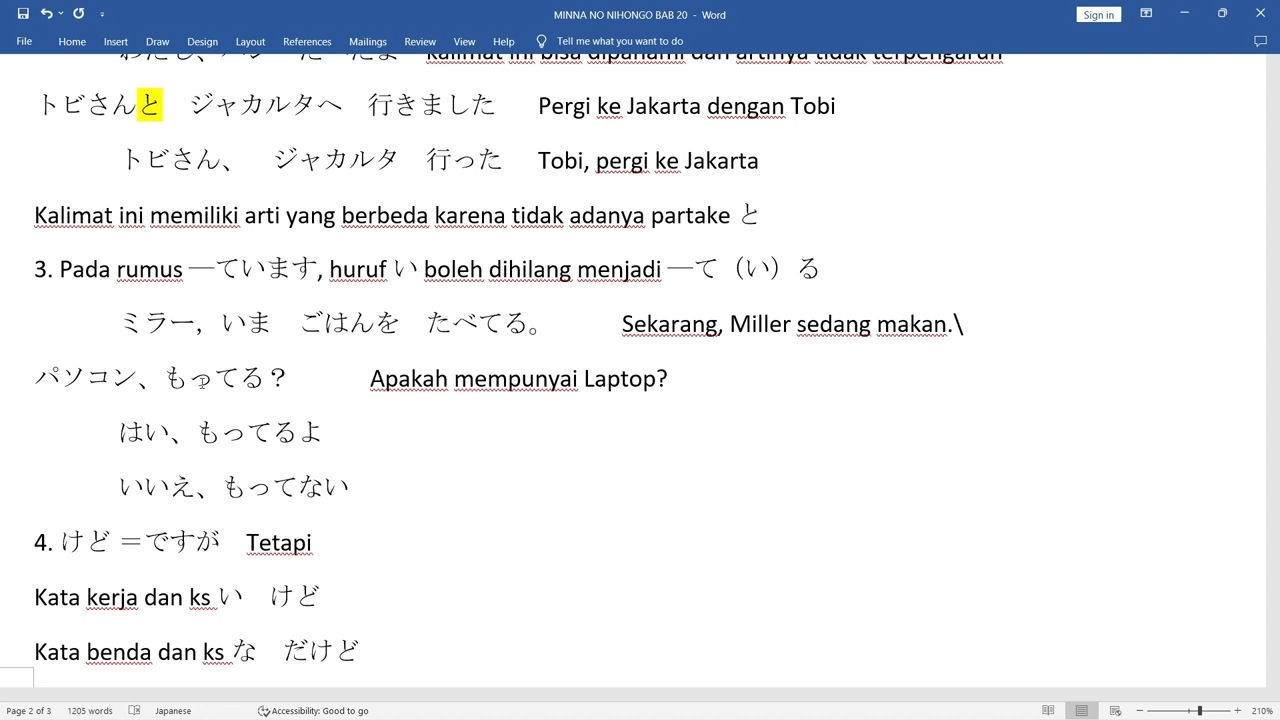 MINNA NO NIHONGO BAB 20 - Word
Sign in
File Home Insert Draw Design Layout References Mailings Review View Help Tell me what you want to do
kalimat ini bisa dipahami dan artinya tidak terpengaruh
トビさんと　ジャカルタへ　行きました　Pergi ke Jakarta dengan Tobi
トビさん、　ジャカルタ　行った　Tobi, pergi ke Jakarta
Kalimat ini memiliki arti yang berbeda karena tidak adanya partake と
3. Pada rumus —ています, huruf い boleh dihilang menjadi —て（い）る
ミラー，いま　ごはんを　たべてる。　Sekarang, Miller sedang makan.\
パソコン、もってる？　Apakah mempunyai Laptop?
はい、もってるよ
いいえ、もってない
4. けど ＝ですが　Tetapi
Kata kerja dan ks い　けど
Kata benda dan ks な　だけど
Page 2 of 3 1205 words Japanese Accessibility: Good to go 210%